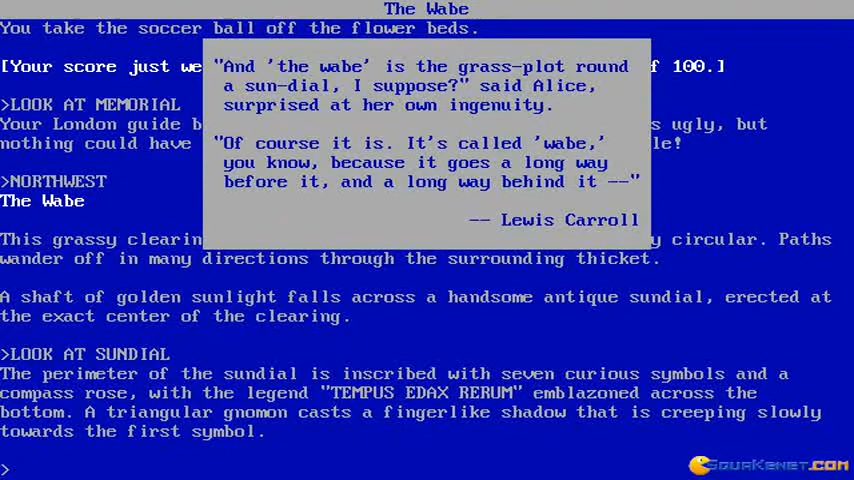 The Wabe
You take the soccer ball off the flower beds.
[Your score just we
f 100.]
"And 'the wabe' is the grass-plot round
a sun-dial, I suppose?" said Alice,
surprised at her own ingenuity.
"Of course it is. It's called 'wabe,'
you know, because it goes a long way
before it, and a long way behind it --"
-- Lewis Carroll
>LOOK AT MEMORIAL
Your London guide b
s ugly, but
nothing could have
le!
>NORTHWEST
The Wabe
This grassy clearin
y circular. Paths
wander off in many directions through the surrounding thicket.
A shaft of golden sunlight falls across a handsome antique sundial, erected at
the exact center of the clearing.
>LOOK AT SUNDIAL
The perimeter of the sundial is inscribed with seven curious symbols and a
compass rose, with the legend "TEMPUS EDAX RERUM" emblazoned across the
bottom. A triangular gnomon casts a fingerlike shadow that is creeping slowly
towards the first symbol.
>
SquaKenet.com